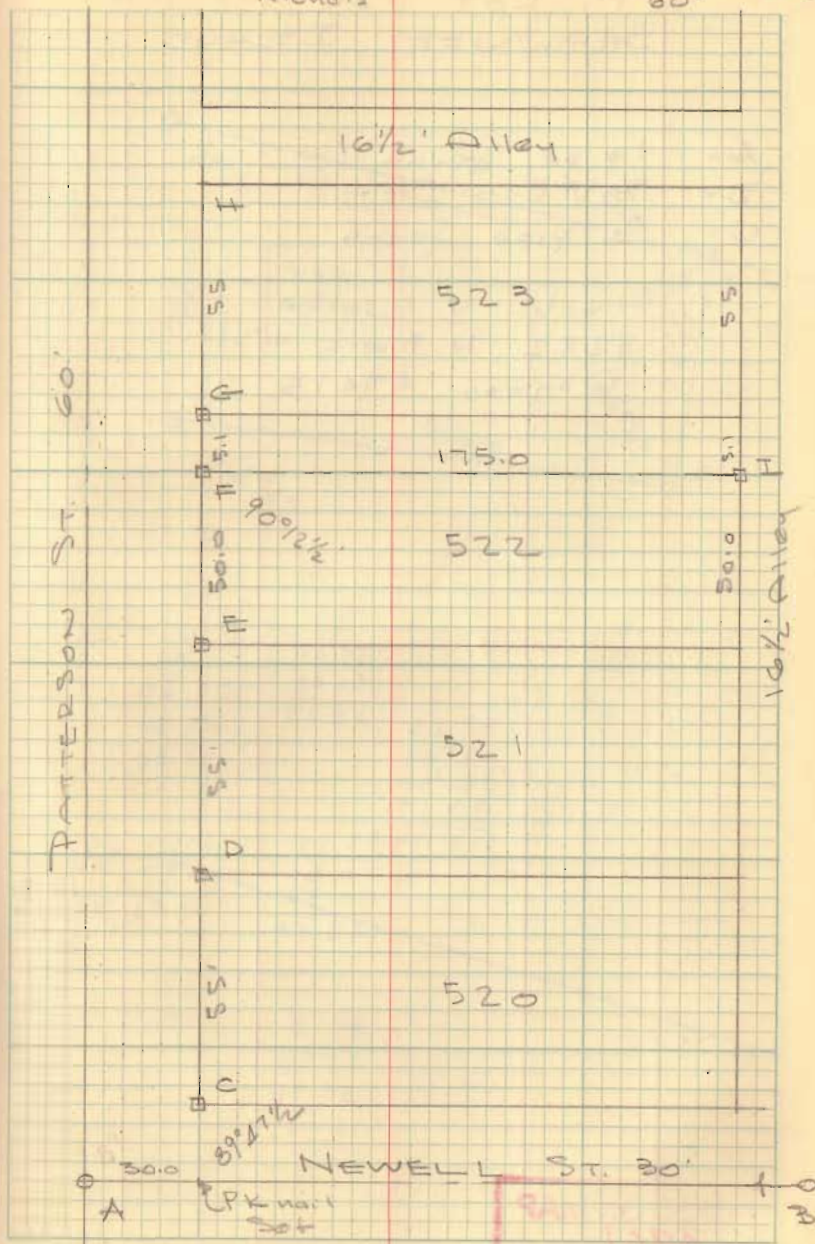 60'
16½' Alley
H
55
523
55
G
5.1
175.0
5.1
I
F
90°12½'
50.0
522
50.0
E
16½' Alley
PATTERSON ST. 60'
55'
521
D
55'
520
C
89°47½
30.0
NEWELL ST. 30'
A
PK nail
Set
B